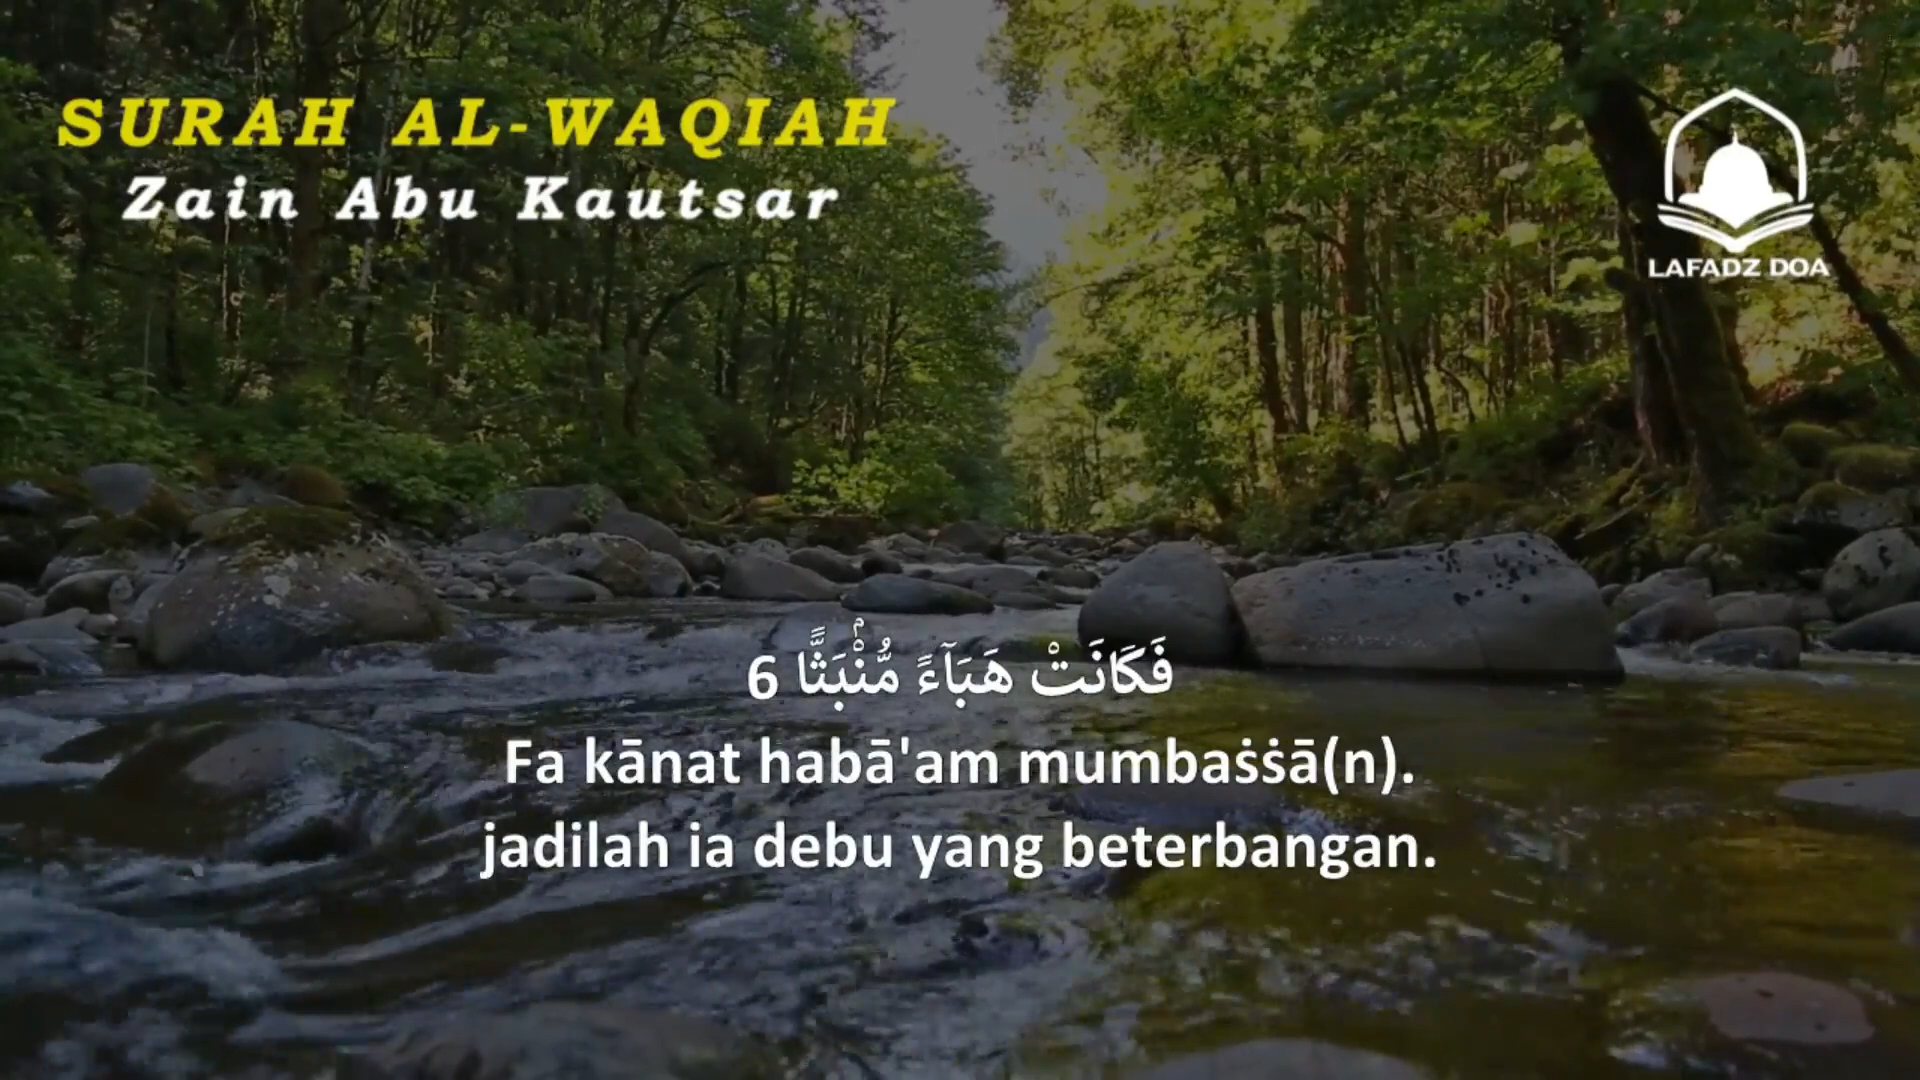 SURAH AL-WAQIAH
Zain Abu Kautsar
LAFADZ DOA
فَكَانَتْ هَبَاۤءً مُّنْۢبَثًّا 6
Fa kānat habā'am mumbaṡṡā(n).
jadilah ia debu yang beterbangan.